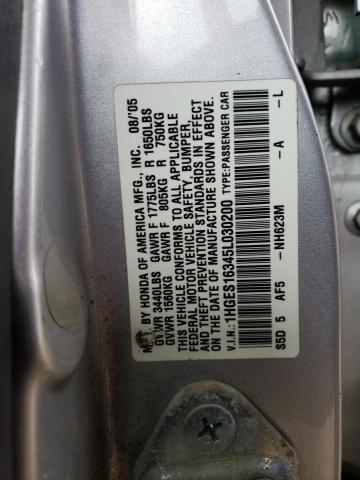 MFD. BY HONDA OF AMERICA MFG., INC. 08/'05
GVWR 3440LBS GAWR F 1775LBS R 1650LBS
GVWR 1560KG GAWR F 805KG R 750KG
THIS VEHICLE CONFORMS TO ALL APPLICABLE
FEDERAL MOTOR VEHICLE SAFETY, BUMPER,
AND THEFT PREVENTION STANDARDS IN EFFECT
ON THE DATE OF MANUFACTURE SHOWN ABOVE.
V.I.N.: 1HGES16345L030200 TYPE:PASSENGER CAR
S5D 5 AF5 – NH623M – A – L